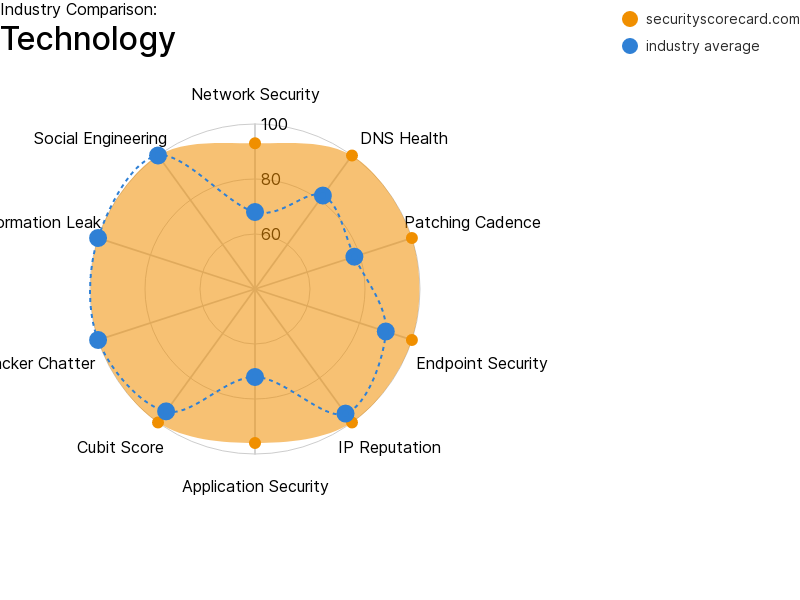 Industry Comparison:
Technology
securityscorecard.com
industry average
Network Security
100
Social Engineering
DNS Health
80
ormation Leak
Patching Cadence
60
cker Chatter
Endpoint Security
Cubit Score
IP Reputation
Application Security